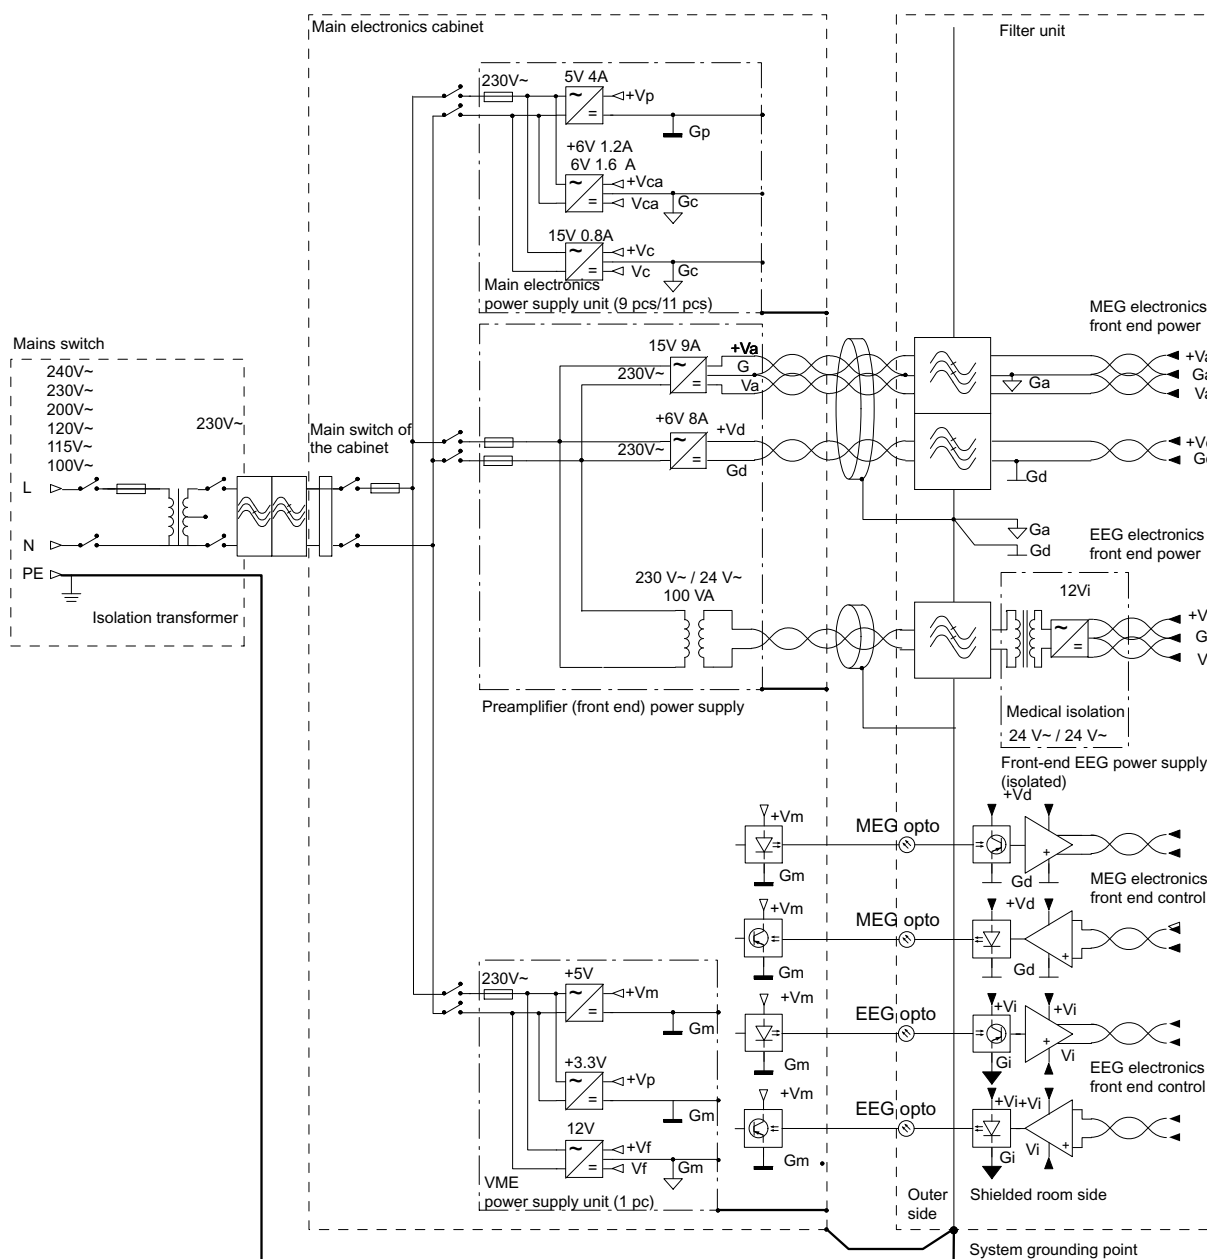 Main electronics cabinet
Filter unit
230V~
5V 4A
+Vp
Gp
+6V 1.2A
6V 1.6 A
+Vca
Vca
Gc
15V 0.8A
+Vc
Vc
Gc
Main electronics
power supply unit (9 pcs/11 pcs)
MEG electronics
front end power
Mains switch
240V~
230V~
200V~
120V~
115V~
100V~
230V~
L
N
PE
Isolation transformer
Main switch of
the cabinet
15V 9A
230V~
+Va
G
Va
Ga
+Va
Ga
Va
+6V 8A
230V~
+Vd
Gd
Gd
+Vd
Gd
Ga
Gd
EEG electronics
front end power
230 V~ / 24 V~
100 VA
12Vi
+V
G
V
Medical isolation
24 V~ / 24 V~
Preamplifier (front end) power supply
Front-end EEG power supply
(isolated)
+Vm
MEG opto
+Vd
Gm
Gd
MEG electronics
front end control
+Vm
MEG opto
+Vd
Gm
Gd
230V~
+5V
+Vm
Gm
+Vm
EEG opto
+Vi
+Vi
Gm
Gi
Vi
EEG electronics
front end control
+3.3V
+Vp
Gm
+Vm
EEG opto
+Vi
+Vi
Gm
Gi
Vi
12V
+Vf
Vf
Gm
VME
power supply unit (1 pc)
Outer
side
Shielded room side
System grounding point